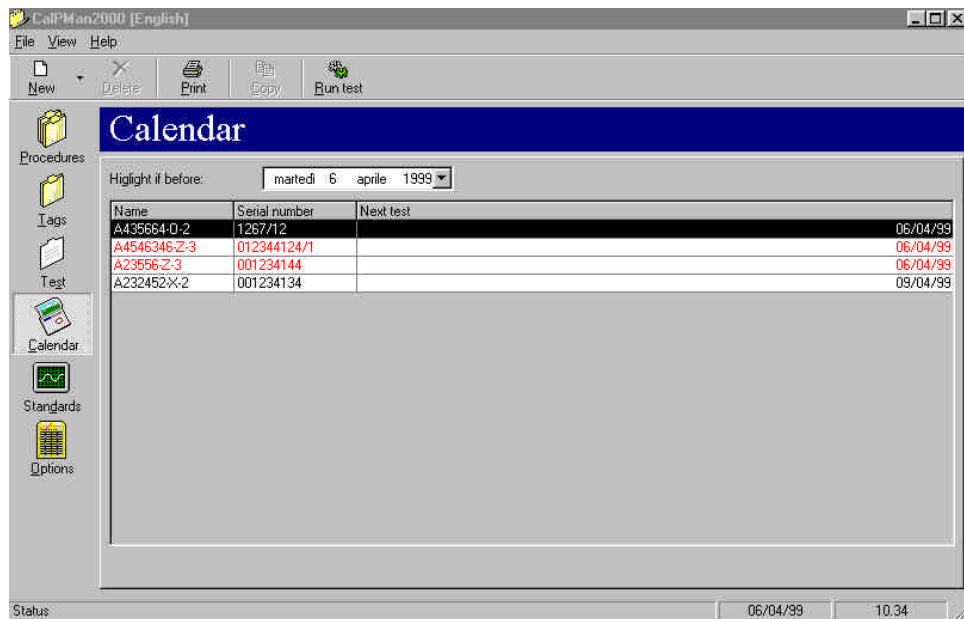 CalPMan2000 [English]
File View Help
New Delete Print Copy Run test
Calendar
Procedures
Tags
Test
Calendar
Standards
Options
Higlight if before: martedì 6 aprile 1999
Name Serial number Next test
A435664-O-2 1267/12 06/04/99
A4546346-Z-3 012344124/1 06/04/99
A23556-Z-3 001234144 06/04/99
A232452-X-2 001234134 09/04/99
Status 06/04/99 10.34